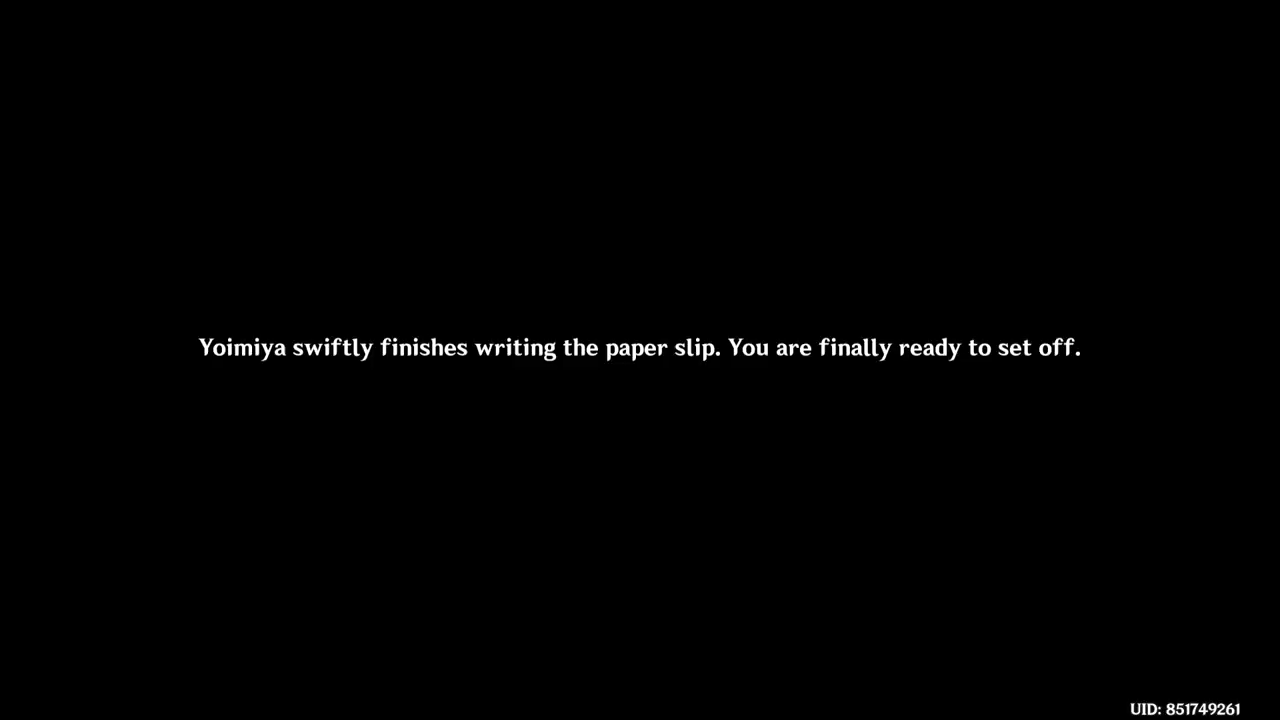 Yoimiya swiftly finishes writing the paper slip. You are finally ready to set off.
UID: 851749261